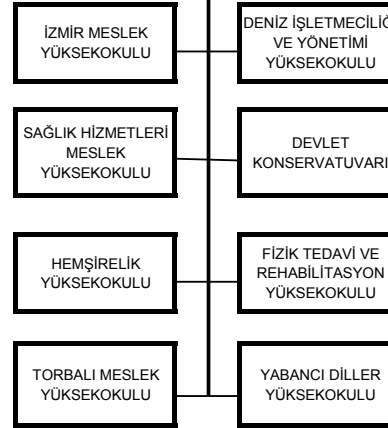 İZMİR MESLEK
YÜKSEKOKULU
DENİZ İŞLETMECİLİĞ
VE YÖNETİMİ
YÜKSEKOKULU
SAĞLIK HİZMETLERİ
MESLEK
YÜKSEKOKULU
DEVLET
KONSERVATUVARI
HEMŞİRELİK
YÜKSEKOKULU
FİZİK TEDAVİ VE
REHABİLİTASYON
YÜKSEKOKULU
TORBALI MESLEK
YÜKSEKOKULU
YABANCI DİLLER
YÜKSEKOKULU